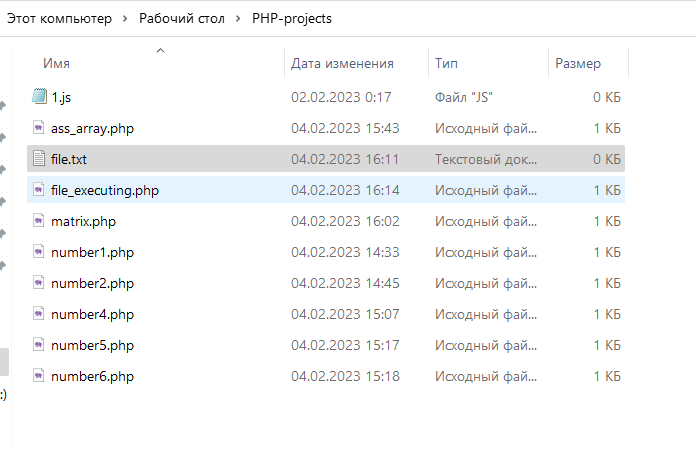 Этот компьютер > Рабочий стол > PHP-projects
Имя Дата изменения Тип Размер
1.js 02.02.2023 0:17 Файл "JS" 0 КБ
ass_array.php 04.02.2023 15:43 Исходный фай... 1 КБ
file.txt 04.02.2023 16:11 Текстовый док... 0 КБ
file_executing.php 04.02.2023 16:14 Исходный фай... 1 КБ
matrix.php 04.02.2023 16:02 Исходный фай... 1 КБ
number1.php 04.02.2023 14:33 Исходный фай... 1 КБ
number2.php 04.02.2023 14:45 Исходный фай... 1 КБ
number4.php 04.02.2023 15:07 Исходный фай... 1 КБ
number5.php 04.02.2023 15:17 Исходный фай... 1 КБ
number6.php 04.02.2023 15:18 Исходный фай... 1 КБ
:)